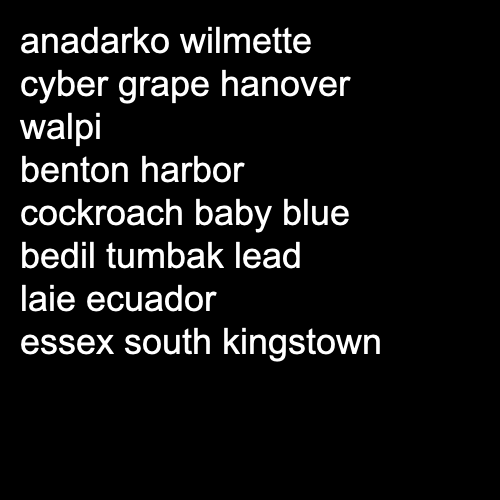 anadarko wilmette
cyber grape hanover
walpi
benton harbor
cockroach baby blue
bedil tumbak lead
laie ecuador
essex south kingstown